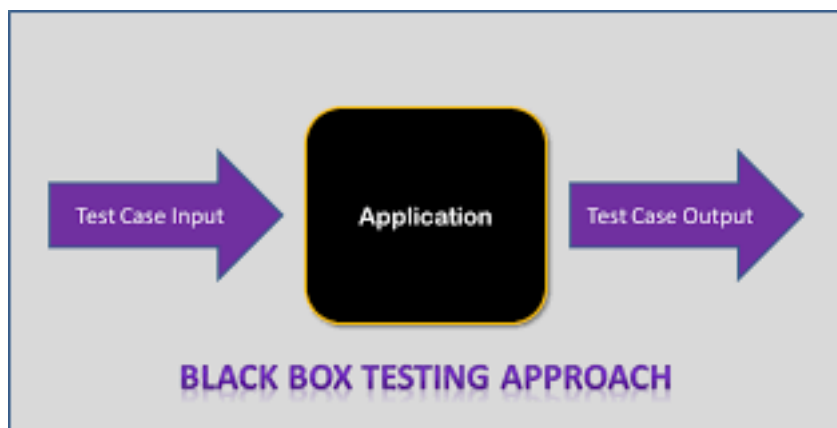 Test Case Input
Application
Test Case Output
BLACK BOX TESTING APPROACH